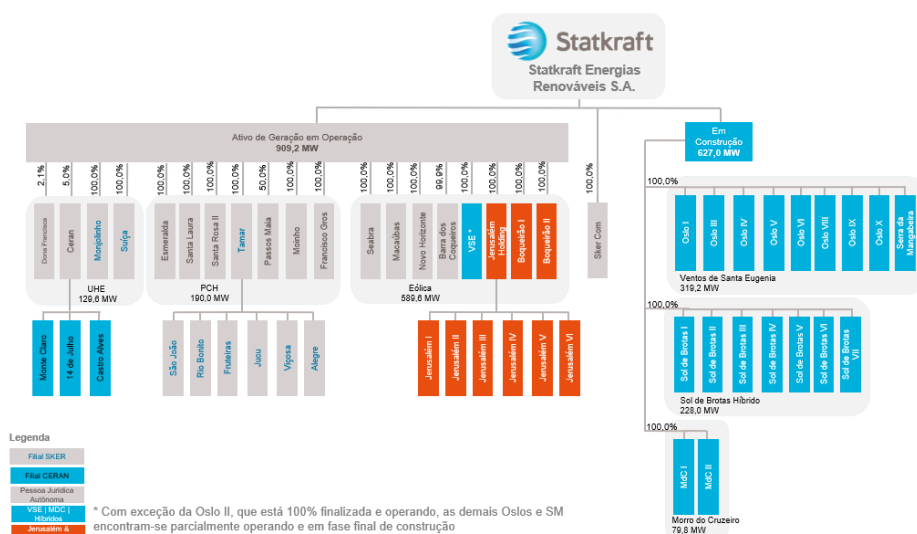 Statkraft
Statkraft Energias
Renováveis S.A.
Ativo de Geração em Operação
909,2 MW
Em
Construção
627,0 MW
2,1%
5,0%
100,0%
100,0%
100,0%
100,0%
100,0%
100,0%
50,0%
100,0%
100,0%
100,0%
100,0%
100,0%
99,9%
100,0%
100,0%
100,0%
100,0%
100,0%
Dona Francisca
Ceran
Monjolinho
Suíça
UHE
129,6 MW
Esmeralda
Santa Laura
Santa Rosa II
Tamar
Passos Maia
Moinho
Francisco Gros
PCH
190,0 MW
Seabra
Macaúbas
Novo Horizonte
Barra dos
Coqueiros
VSE *
Jerusalém
Holding
Boqueirão I
Boqueirão II
Eólica
589,6 MW
Sker Com
Monte Claro
14 de Julho
Castro Alves
São João
Rio Bonito
Fruteiras
Jucu
Viçosa
Alegre
Jerusalém I
Jerusalém II
Jerusalém III
Jerusalém IV
Jerusalém V
Jerusalém VI
100,0%
Oslo I
Oslo III
Oslo IV
Oslo V
Oslo VI
Oslo VIII
Oslo IX
Oslo X
Serra da
Mangabeira
Ventos de Santa Eugenia
319,2 MW
100,0%
Sol de Brotas I
Sol de Brotas II
Sol de Brotas III
Sol de Brotas IV
Sol de Brotas V
Sol de Brotas VI
Sol de Brotas
VII
Sol de Brotas Híbrido
228,0 MW
100,0%
MdC I
MdC II
Morro do Cruzeiro
79,8 MW
Legenda
Filial SKER
Filial CERAN
Pessoa Jurídica
Autônoma
VSE | MDC |
Híbridos
Jerusalém &
* Com exceção da Oslo II, que está 100% finalizada e operando, as demais Oslos e SM
encontram-se parcialmente operando e em fase final de construção